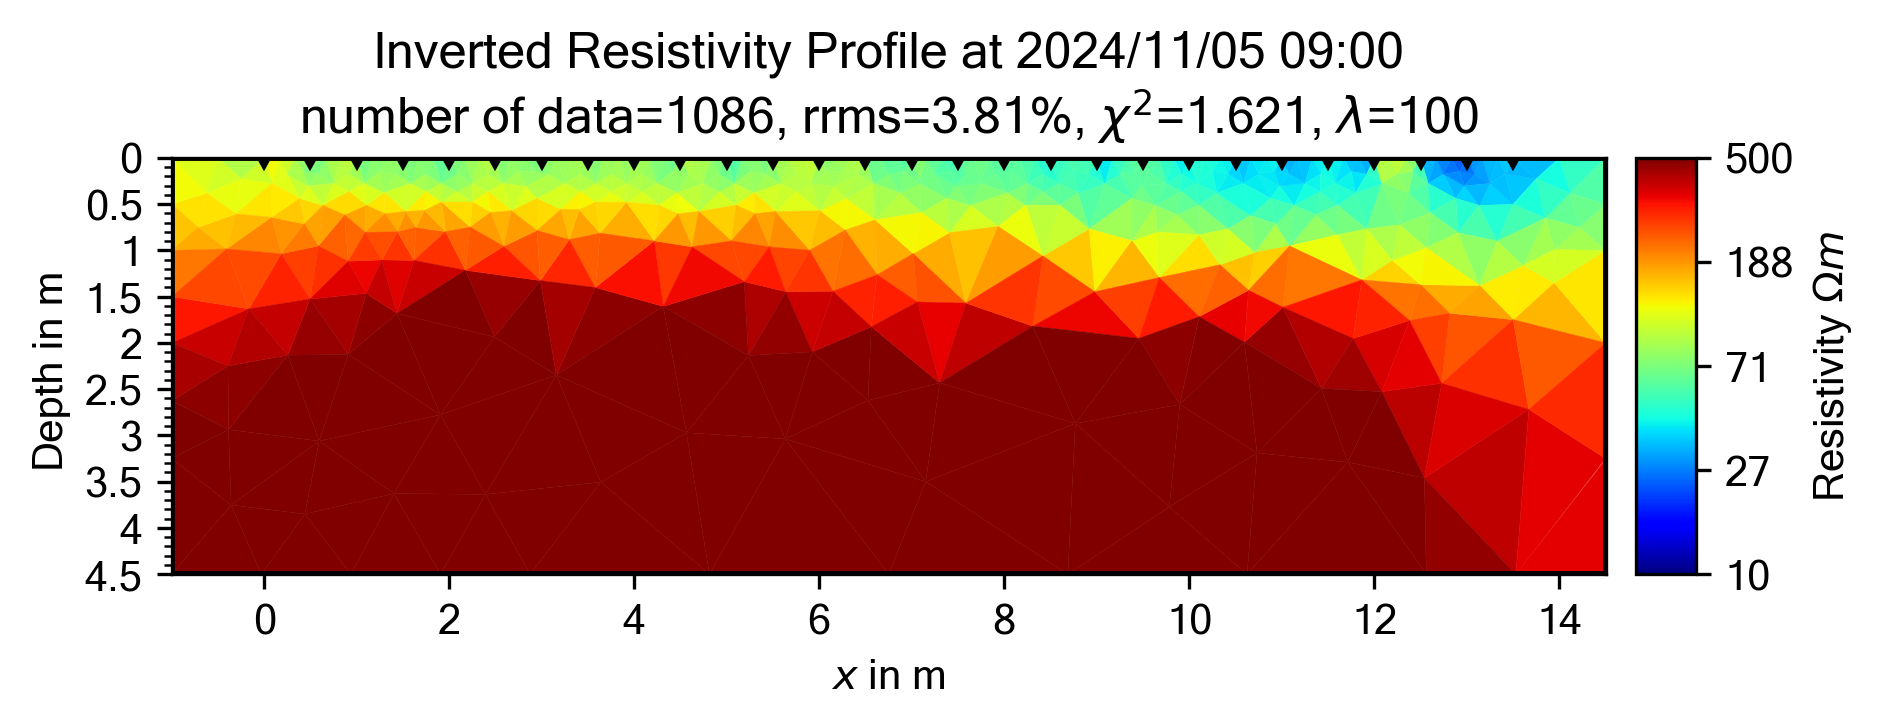 Inverted Resistivity Profile at 2024/11/05 09:00
number of data=1086, rrms=3.81%, χ²=1.621, λ=100
0
0.5
1
1.5
2
2.5
3
3.5
4
4.5
Depth in m
0 2 4 6 8 10 12 14
x in m
500
188
71
27
10
Resistivity Ωm